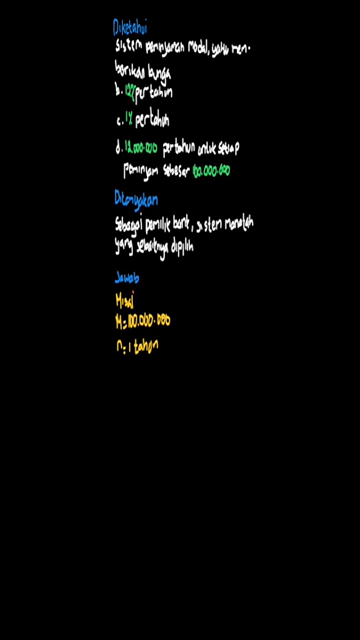 Diketahui
Sistem peminjaman modal, yaitu mem-
berikan bunga
b. 12% pertahun
c. 1% pertahun
d. 12.000.000 pertahun untuk setiap
peminjam sebesar 100.000.000
Ditanyakan
Sebagai pemilik bank, sistem manakah
yang sebaiknya dipilih
Jawab
Misal
M = 100.000.000
n = 1 tahun